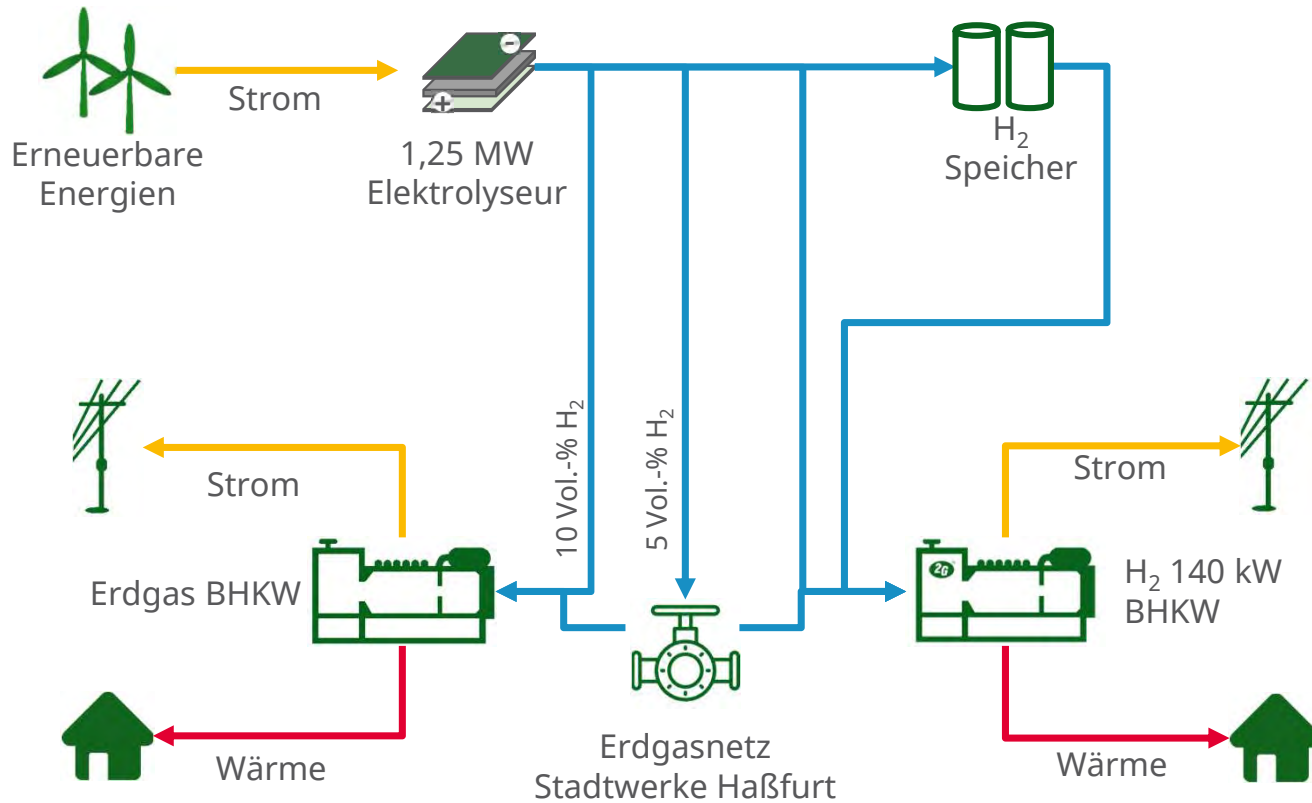 Strom
Erneuerbare
Energien
-
+
1,25 MW
Elektrolyseur
H₂
Speicher
10 Vol.-% H₂
5 Vol.-% H₂
Strom
Strom
Erdgas BHKW
2G
H₂ 140 kW
BHKW
Wärme
Erdgasnetz
Stadtwerke Haßfurt
Wärme